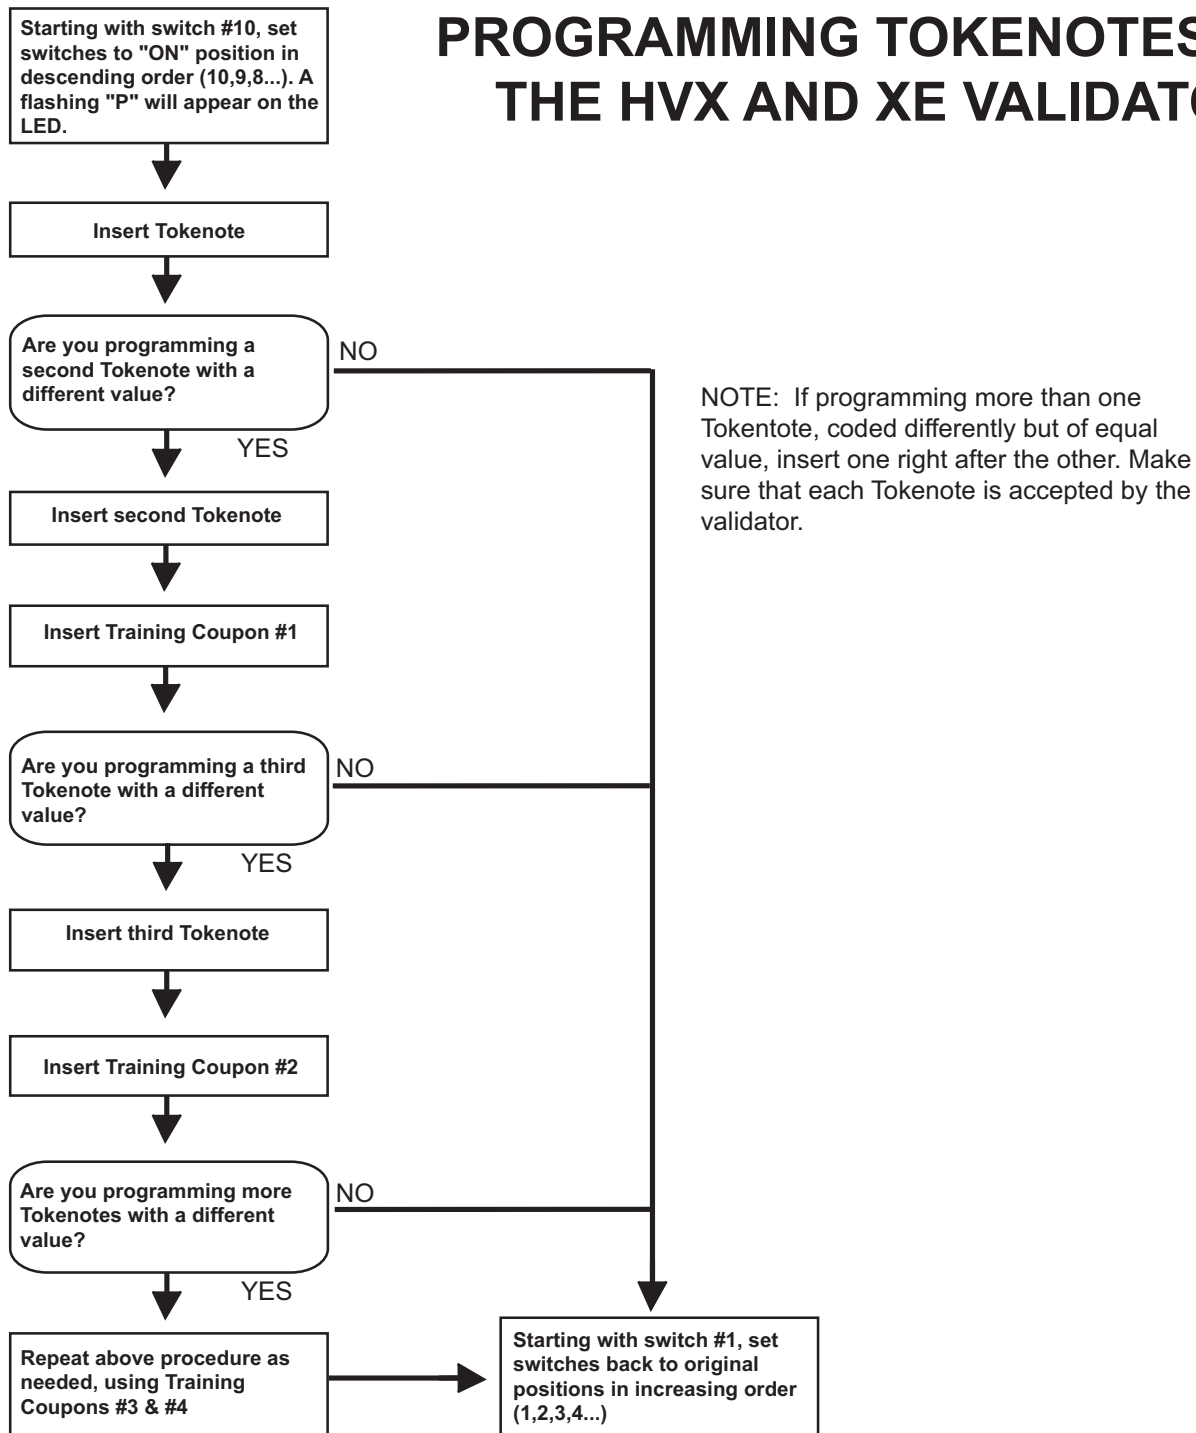 PROGRAMMING TOKENOTES
THE HVX AND XE VALIDATO
Starting with switch #10, set
switches to "ON" position in
descending order (10,9,8...). A
flashing "P" will appear on the
LED.
Insert Tokenote
Are you programming a
second Tokenote with a
different value?
NO
YES
NOTE: If programming more than one
Tokentote, coded differently but of equal
value, insert one right after the other. Make
sure that each Tokenote is accepted by the
validator.
Insert second Tokenote
Insert Training Coupon #1
Are you programming a third
Tokenote with a different
value?
NO
YES
Insert third Tokenote
Insert Training Coupon #2
Are you programming more
Tokenotes with a different
value?
NO
YES
Repeat above procedure as
needed, using Training
Coupons #3 & #4
Starting with switch #1, set
switches back to original
positions in increasing order
(1,2,3,4...)